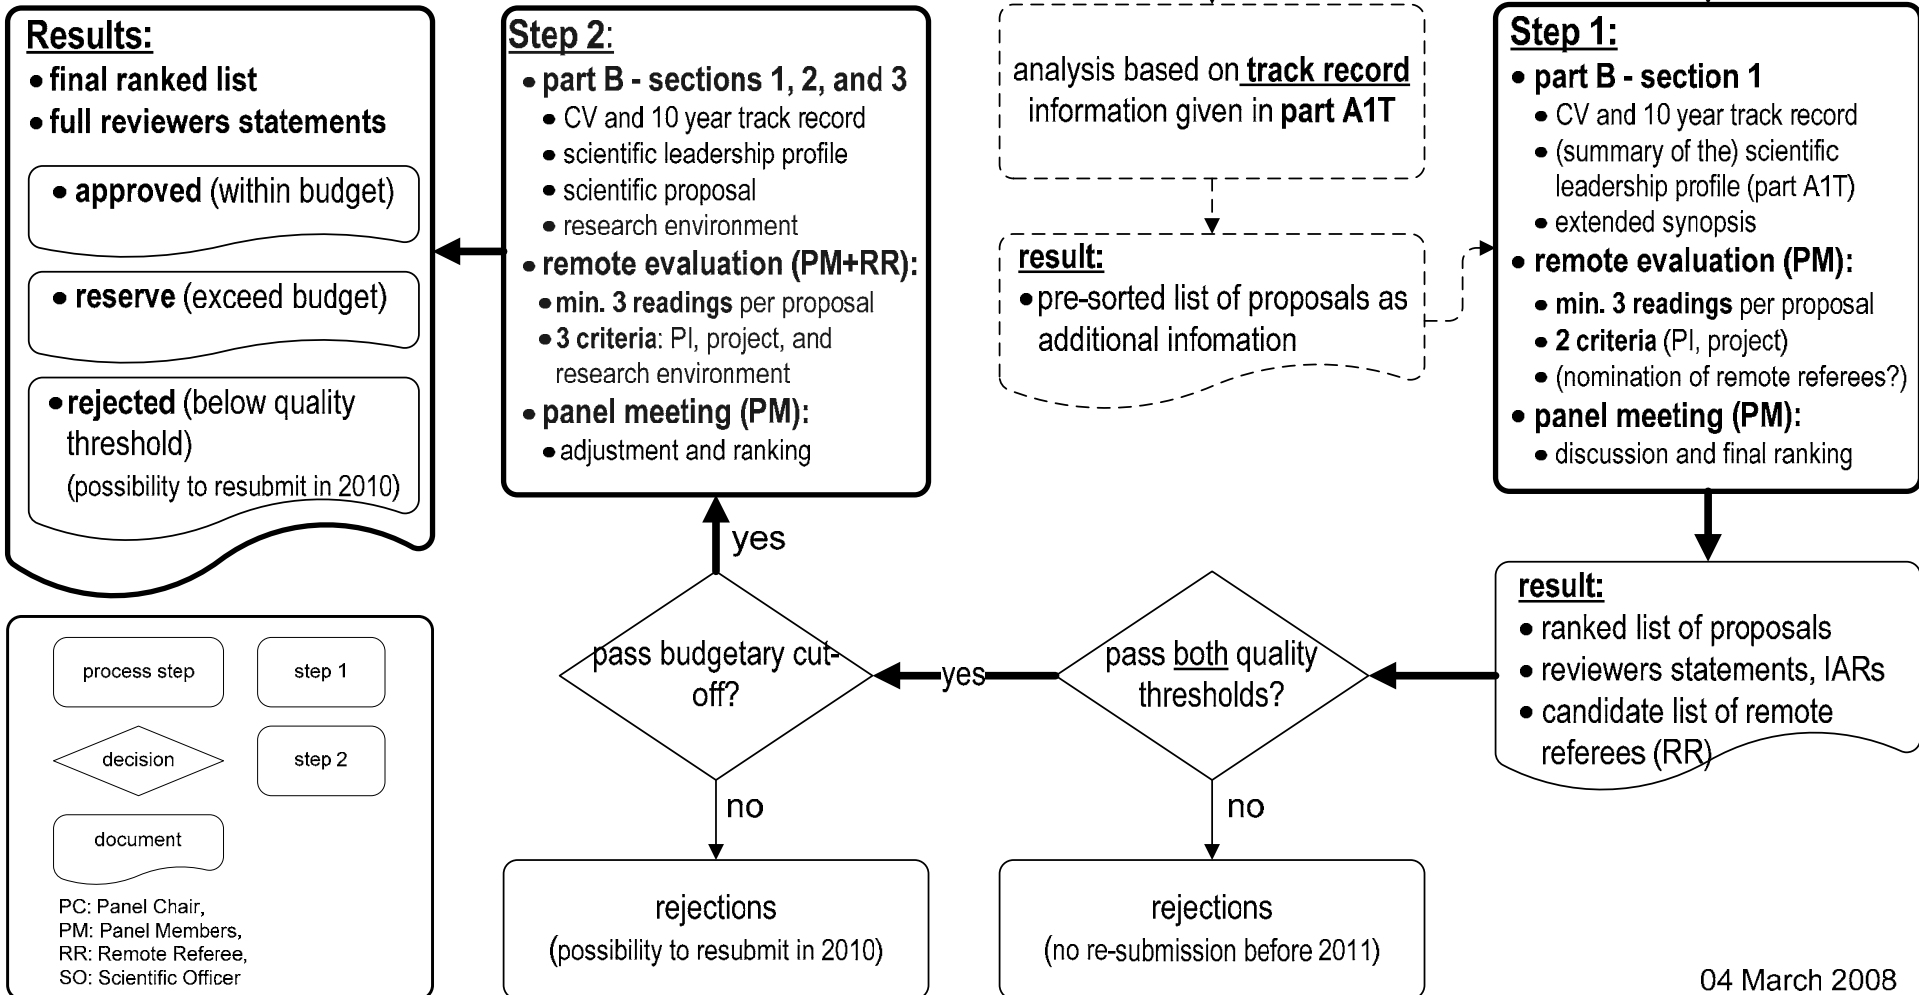 Results:
• final ranked list
• full reviewers statements
• approved (within budget)
• reserve (exceed budget)
• rejected (below quality
threshold)
(possibility to resubmit in 2010)
Step 2:
• part B - sections 1, 2, and 3
• CV and 10 year track record
• scientific leadership profile
• scientific proposal
• research environment
• remote evaluation (PM+RR):
• min. 3 readings per proposal
• 3 criteria: PI, project, and
research environment
• panel meeting (PM):
• adjustment and ranking
analysis based on track record
information given in part A1T
result:
• pre-sorted list of proposals as
additional infomation
Step 1:
• part B - section 1
• CV and 10 year track record
• (summary of the) scientific
leadership profile (part A1T)
• extended synopsis
• remote evaluation (PM):
• min. 3 readings per proposal
• 2 criteria (PI, project)
• (nomination of remote referees?)
• panel meeting (PM):
• discussion and final ranking
result:
• ranked list of proposals
• reviewers statements, IARs
• candidate list of remote
referees (RR)
pass both quality
thresholds?
yes
no
rejections
(no re-submission before 2011)
pass budgetary cut-
off?
yes
no
rejections
(possibility to resubmit in 2010)
process step
step 1
decision
step 2
document
PC: Panel Chair,
PM: Panel Members,
RR: Remote Referee,
SO: Scientific Officer
04 March 2008